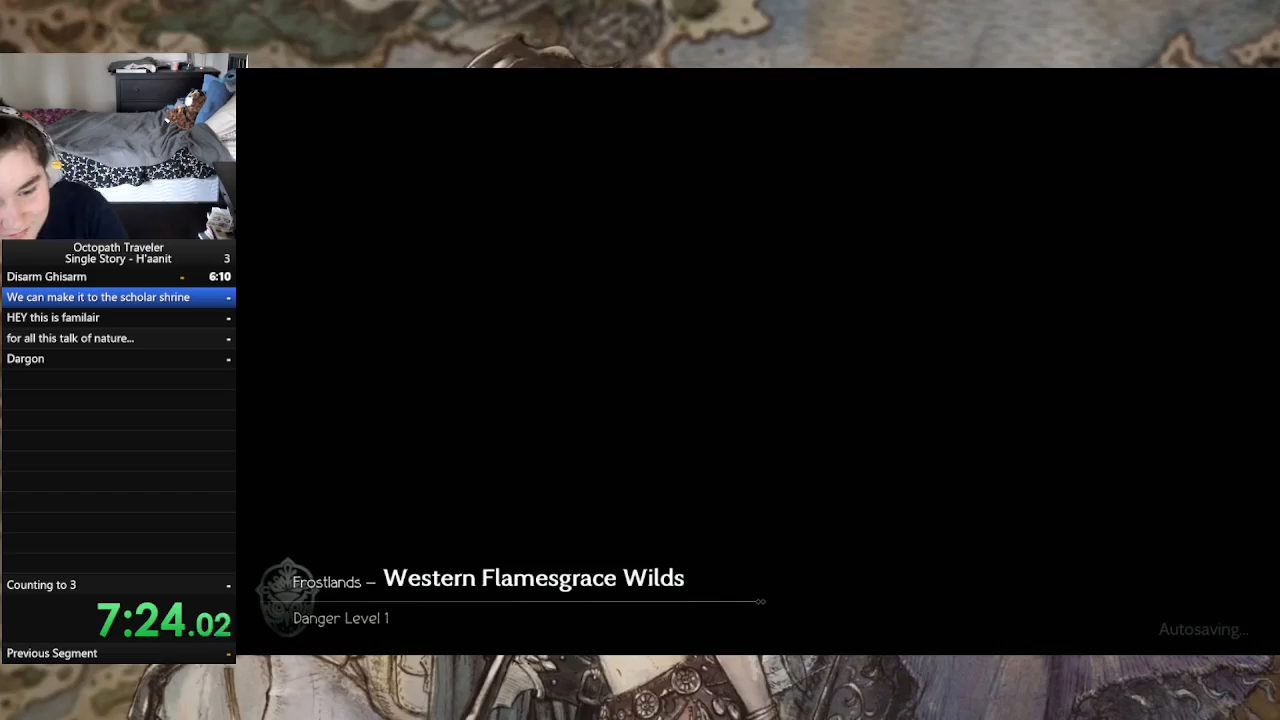 Octopath Traveler
Single Story - H'aanit 3
Disarm Ghisarm - 6:10
We can make it to the scholar shrine -
HEY this is familair -
for all this talk of nature... -
Dargon -
Counting to 3 -
7:24.02
Previous Segment -
Frostlands – Western Flamesgrace Wilds
Danger Level 1
Autosaving...